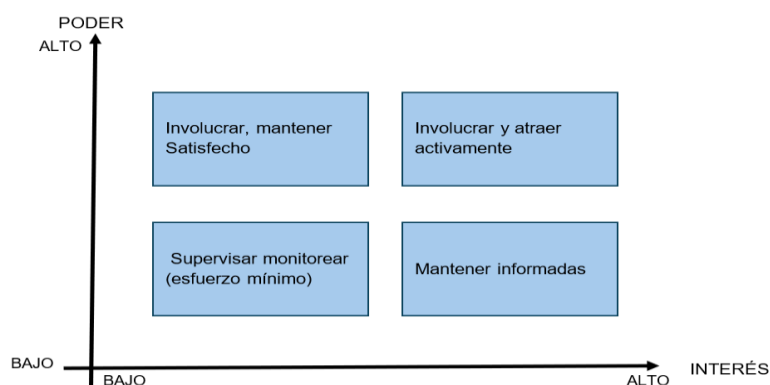 PODER
ALTO
Involucrar, mantener
Satisfecho
Involucrar y atraer
activamente
Supervisar monitorear
(esfuerzo mínimo)
Mantener informadas
BAJO
BAJO
ALTO
INTERÉS